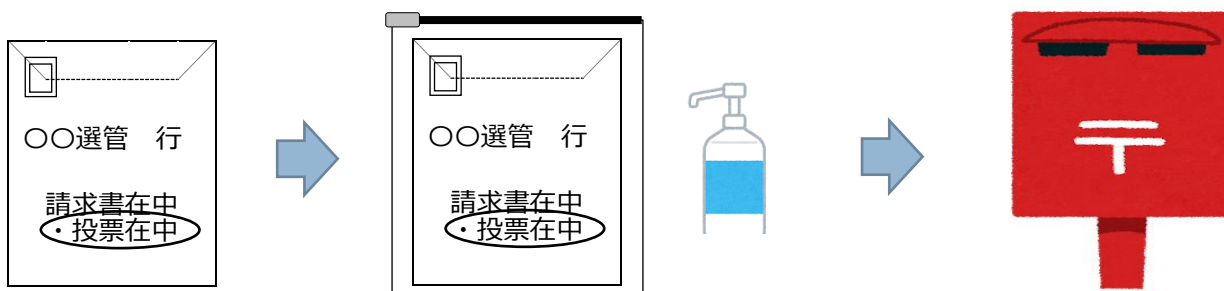 〇〇選管　行
請求書在中
・投票在中
〇〇選管　行
請求書在中
・投票在中
〒